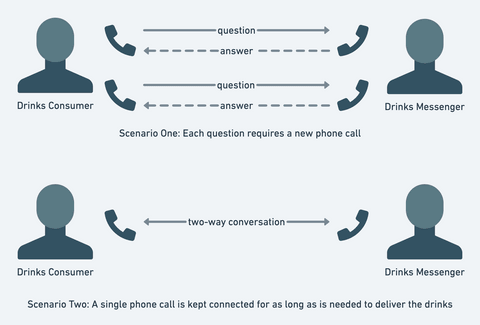 question
answer
question
answer
Drinks Consumer
Drinks Messenger
Scenario One: Each question requires a new phone call
two-way conversation
Drinks Consumer
Drinks Messenger
Scenario Two: A single phone call is kept connected for as long as is needed to deliver the drinks